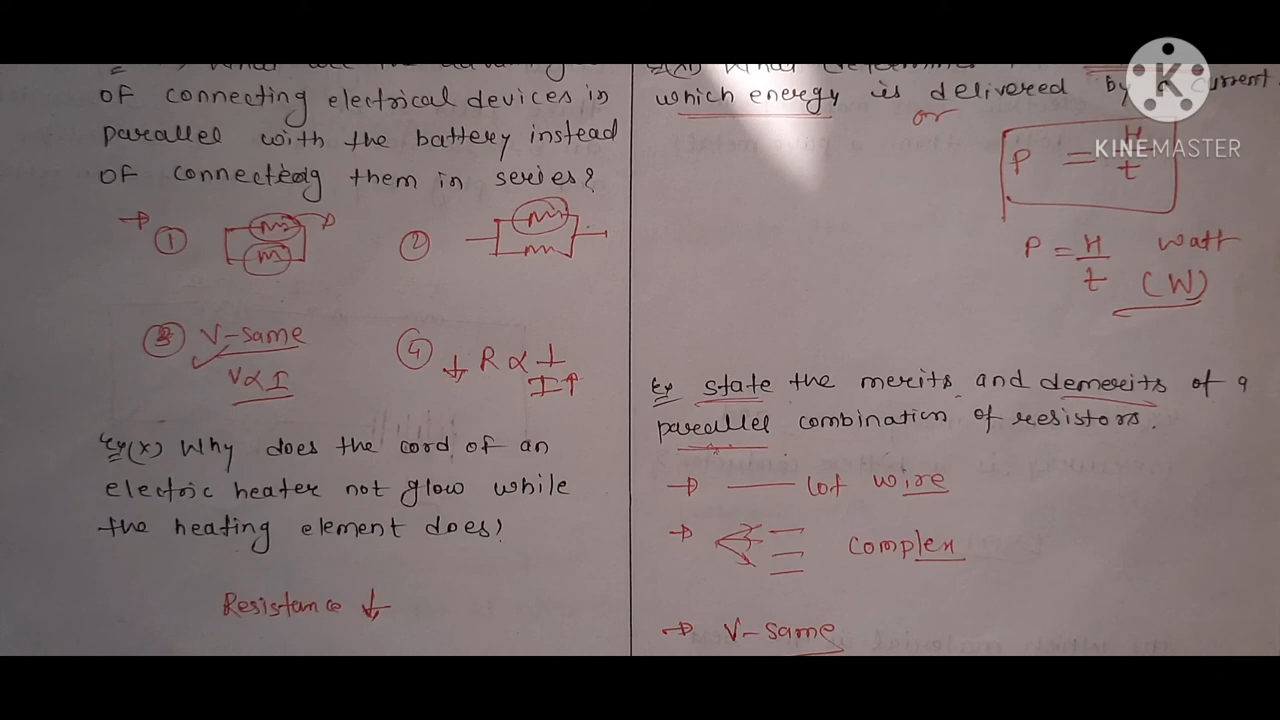 of connecting electrical devices in
parallel with the battery instead
of connecting them in series?
① ②
③ V-same
V∝I
④ ↓ R ∝ 1/I↑
Ex(x) Why does the cord of an
electric heater not glow while
the heating element does?
Resistance ↓
which energy is delivered by a current
or
P = H/t
P = H/t watt
(W)
Ex state the merits and demerits of a
parallel combination of resistors.
→ — lot wire
→ complex
→ V-same
KINEMASTER